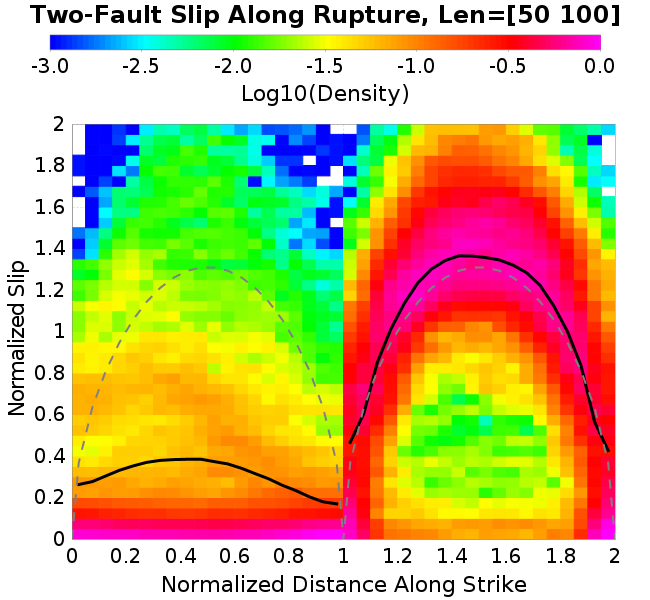 Two-Fault Slip Along Rupture, Len=[50 100]
-3.0 -2.5 -2.0 -1.5 -1.0 -0.5 0.0
Log10(Density)
2
1.8
1.6
1.4
1.2
1
0.8
0.6
0.4
0.2
0
Normalized Slip
0 0.2 0.4 0.6 0.8 1 1.2 1.4 1.6 1.8 2
Normalized Distance Along Strike